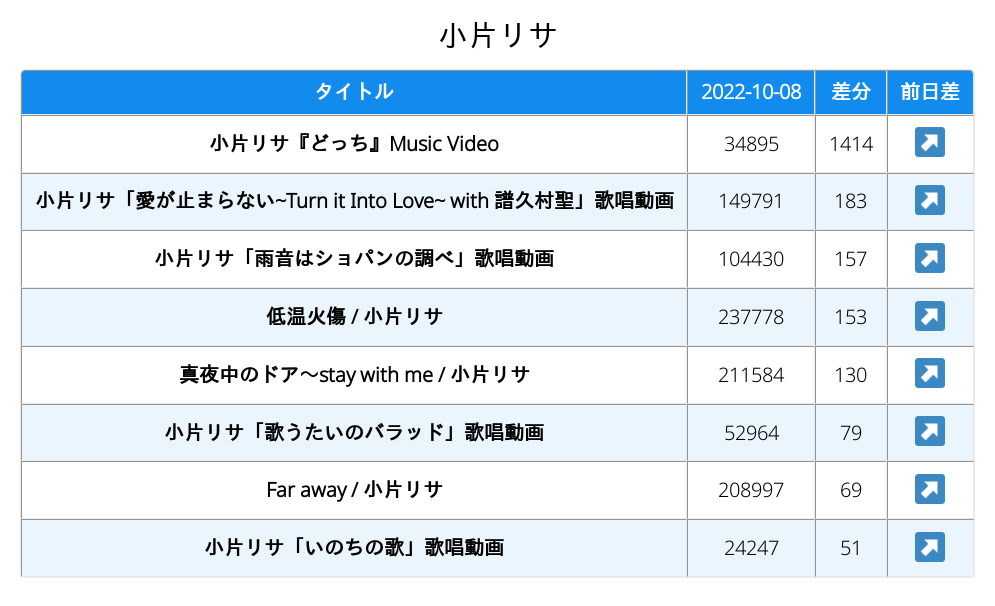 小片リサ
タイトル 2022-10-08 差分 前日差
小片リサ『どっち』Music Video 34895 1414
小片リサ「愛が止まらない~Turn it Into Love~ with 譜久村聖」歌唱動画 149791 183
小片リサ「雨音はショパンの調べ」歌唱動画 104430 157
低温火傷 / 小片リサ 237778 153
真夜中のドア～stay with me / 小片リサ 211584 130
小片リサ「歌うたいのバラッド」歌唱動画 52964 79
Far away / 小片リサ 208997 69
小片リサ「いのちの歌」歌唱動画 24247 51